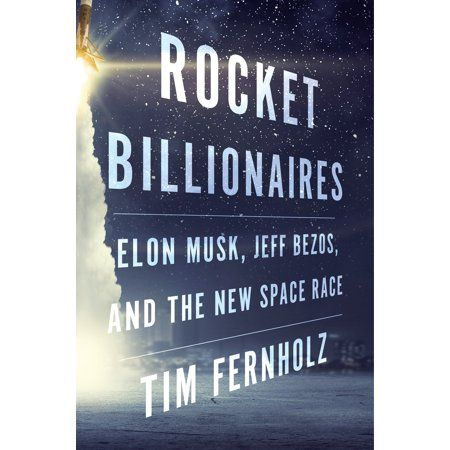 ROCKET
BILLIONAIRES
ELON MUSK, JEFF BEZOS,
AND THE NEW SPACE RACE
TIM FERNHOLZ